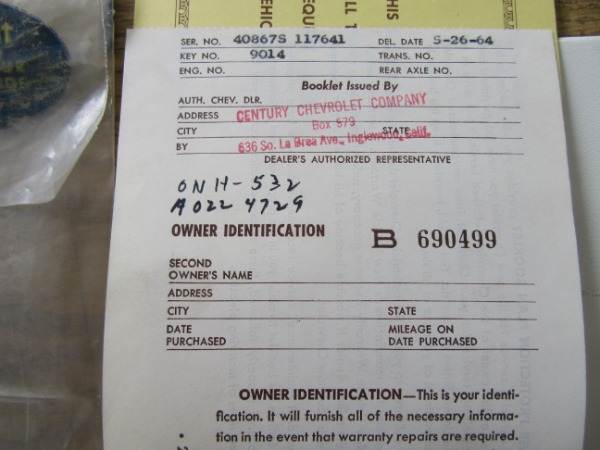 THIS
LL T
EQU
EHIC
SER. NO. 40867S 117641 DEL. DATE 5-26-64
KEY NO. 9014 TRANS. NO.
ENG. NO. REAR AXLE NO.
Booklet Issued By
AUTH. CHEV. DLR.
CENTURY CHEVROLET COMPANY
ADDRESS
Box 579
CITY STATE
636 So. La Brea Ave., Inglewood, Calif.
BY
DEALER'S AUTHORIZED REPRESENTATIVE
ONH-532
A022 4729
OWNER IDENTIFICATION B 690499
SECOND
OWNER'S NAME
ADDRESS
CITY STATE
DATE MILEAGE ON
PURCHASED DATE PURCHASED
OWNER IDENTIFICATION—This is your identi-
fication. It will furnish all of the necessary informa-
tion in the event that warranty repairs are required.